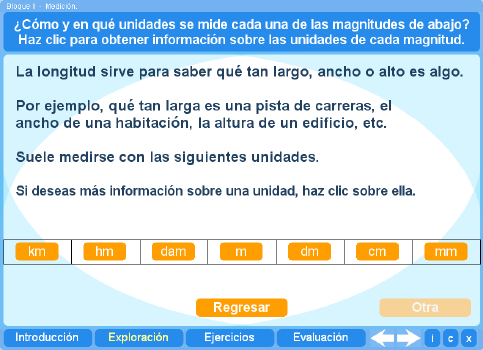 Bloque II - Medición.
¿Cómo y en qué unidades se mide cada una de las magnitudes de abajo?
Haz clic para obtener información sobre las unidades de cada magnitud.
La longitud sirve para saber qué tan largo, ancho o alto es algo.
Por ejemplo, qué tan larga es una pista de carreras, el
ancho de una habitación, la altura de un edificio, etc.
Suele medirse con las siguientes unidades.
Si deseas más información sobre una unidad, haz clic sobre ella.
km hm dam m dm cm mm
Regresar Otra
Introducción Exploración Ejercicios Evaluación i c x